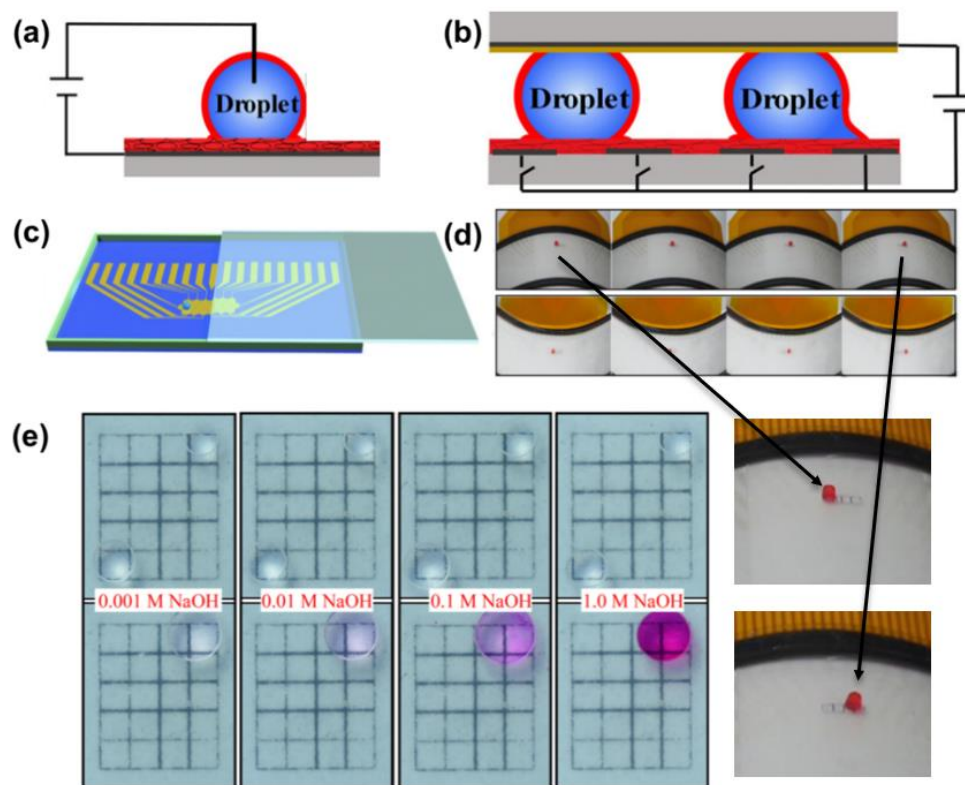 (a)
Droplet
(b)
Droplet
Droplet
(c)
(d)
(e)
0.001 M NaOH
0.01 M NaOH
0.1 M NaOH
1.0 M NaOH